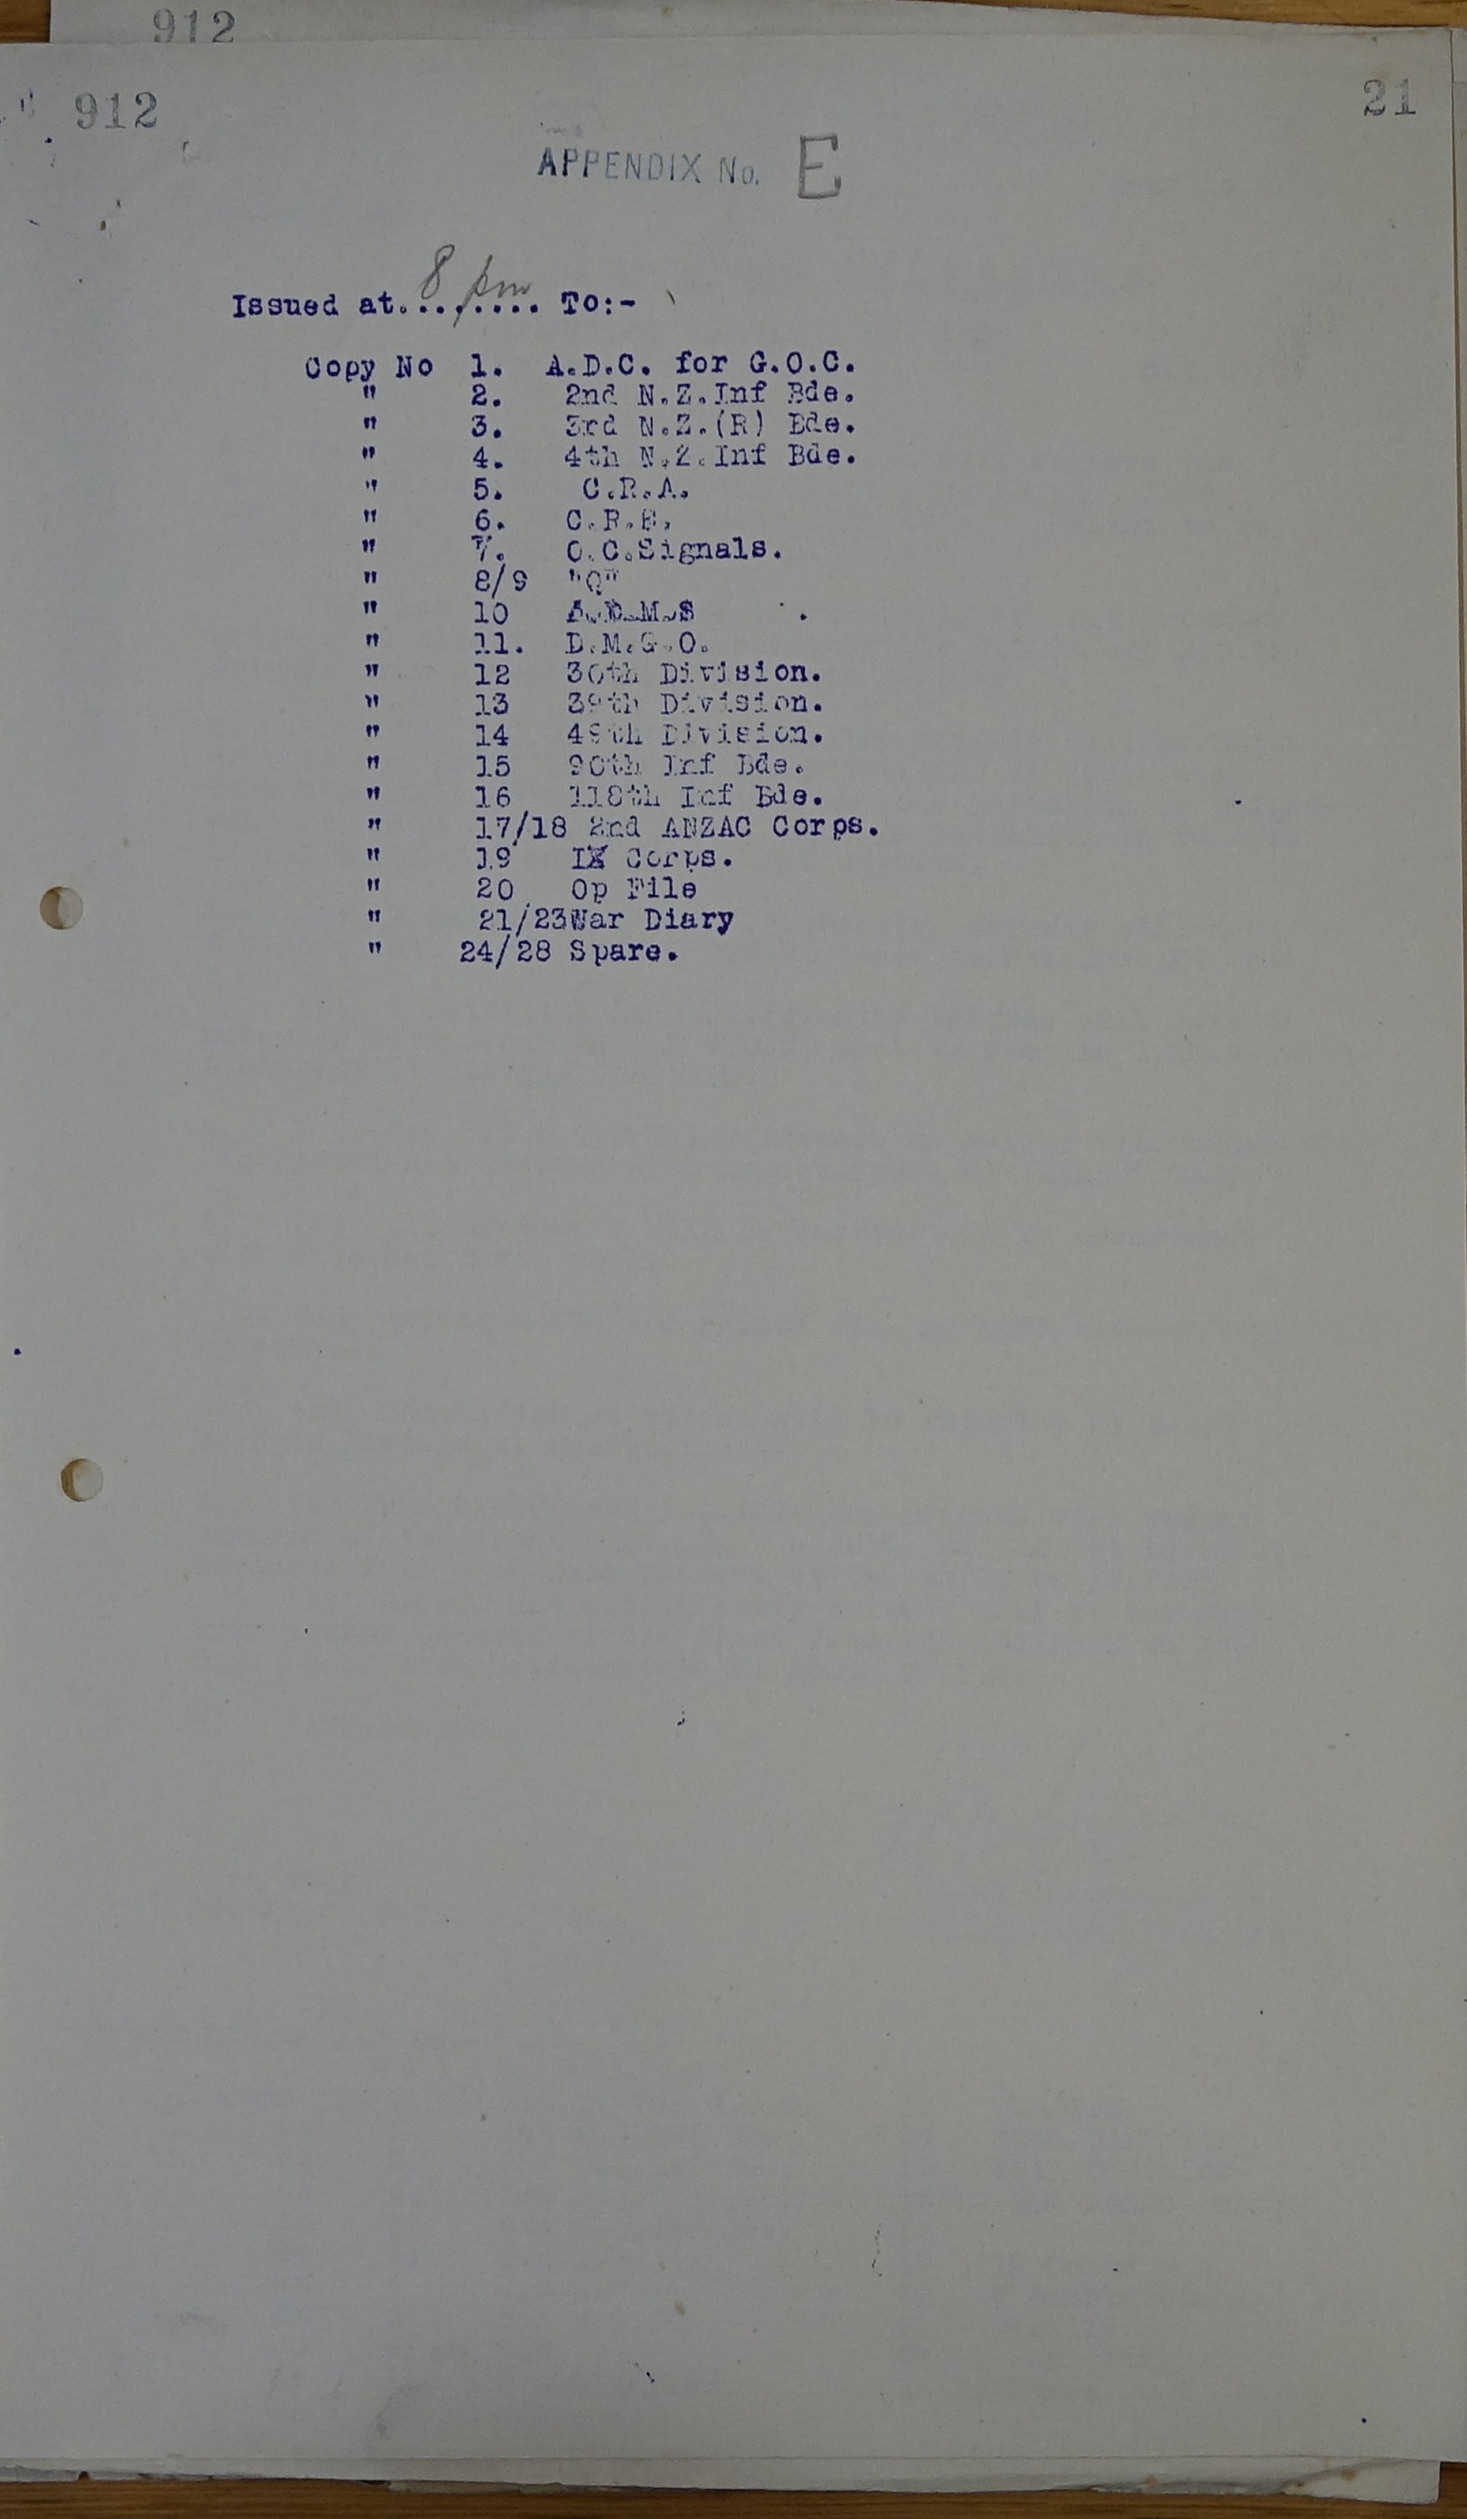 912
912
21
APPENDIX No. E
Issued at. 8 pm .... To:-
Copy No 1. A.D.C. for G.O.C.
" 2. 2nd N.Z.Inf Bde.
" 3. 3rd N.Z.(R) Bde.
" 4. 4th N.Z.Inf Bde.
" 5. C.R.A.
" 6. C.R.E.
" 7. O.C.Signals.
" 8/9 "Q"
" 10 A.D.M.S
" 11. D.M.G.O.
" 12 30th Division.
" 13 39th Division.
" 14 49th Division.
" 15 90th Inf Bde.
" 16 118th Inf Bde.
" 17/18 2nd ANZAC Corps.
" 19 IX Corps.
" 20 Op File
" 21/23War Diary
" 24/28 Spare.